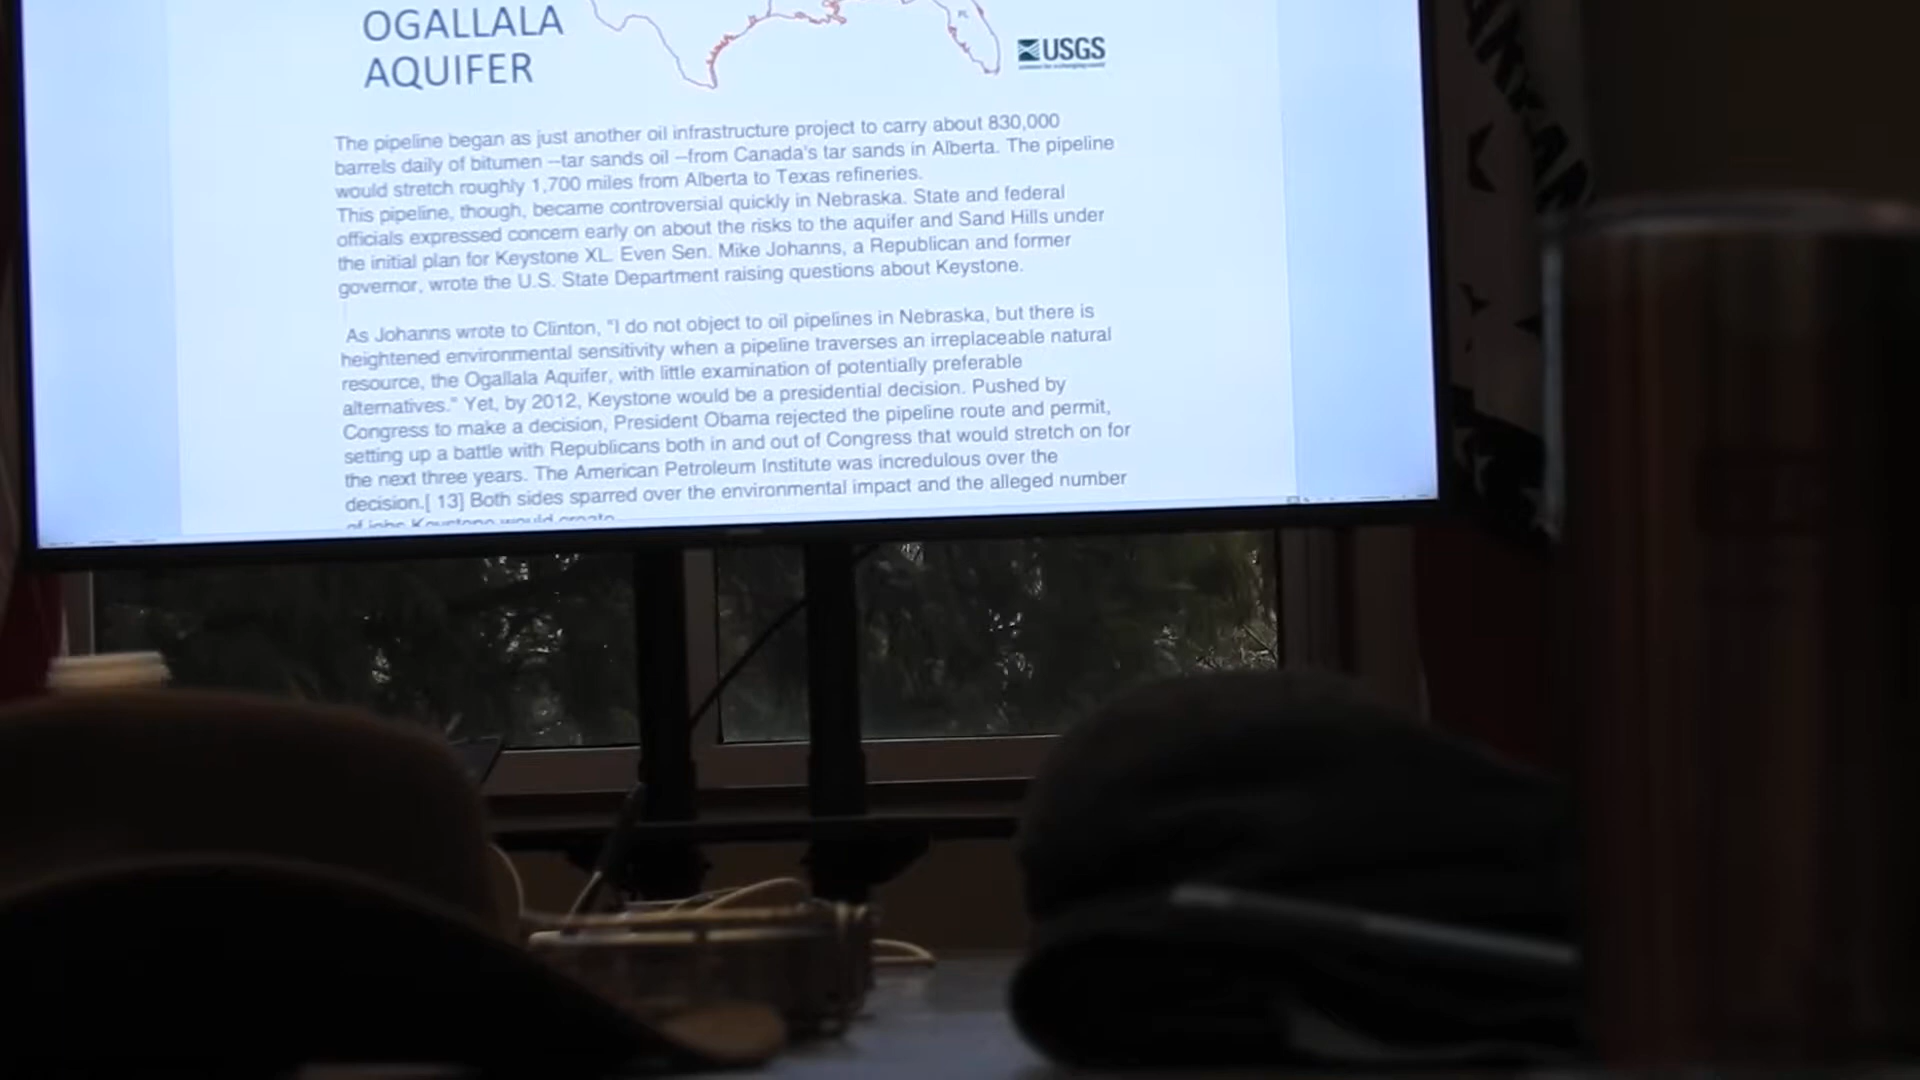 OGALLALA
AQUIFER
FL
USGS
The pipeline began as just another oil infrastructure project to carry about 830,000
barrels daily of bitumen –tar sands oil –from Canada's tar sands in Alberta. The pipeline
would stretch roughly 1,700 miles from Alberta to Texas refineries.
This pipeline, though, became controversial quickly in Nebraska. State and federal
officials expressed concern early on about the risks to the aquifer and Sand Hills under
the initial plan for Keystone XL. Even Sen. Mike Johanns, a Republican and former
governor, wrote the U.S. State Department raising questions about Keystone.
As Johanns wrote to Clinton, "I do not object to oil pipelines in Nebraska, but there is
heightened environmental sensitivity when a pipeline traverses an irreplaceable natural
resource, the Ogallala Aquifer, with little examination of potentially preferable
alternatives." Yet, by 2012, Keystone would be a presidential decision. Pushed by
Congress to make a decision, President Obama rejected the pipeline route and permit,
setting up a battle with Republicans both in and out of Congress that would stretch on for
the next three years. The American Petroleum Institute was incredulous over the
decision.[ 13] Both sides sparred over the environmental impact and the alleged number
of jobs Keystone would create